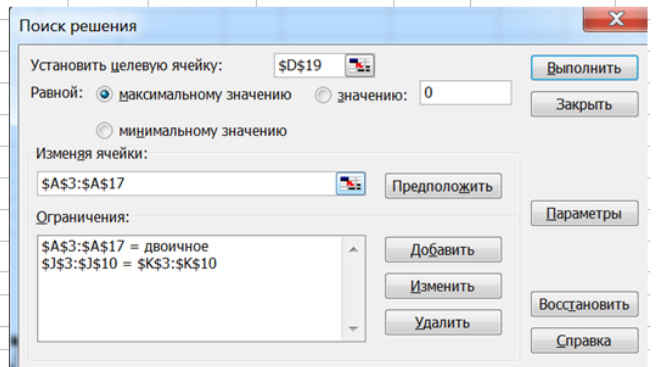 Поиск решения
Установить целевую ячейку: $D$19
Выполнить
Равной: максимальному значению значению: 0
Закрыть
минимальному значению
Изменяя ячейки:
$A$3:$A$17
Предположить
Параметры
Ограничения:
$A$3:$A$17 = двоичное
$J$3:$J$10 = $K$3:$K$10
Добавить
Изменить
Удалить
Восстановить
Справка